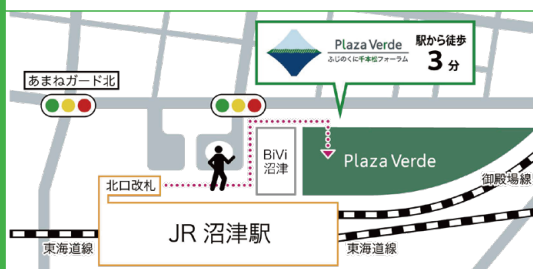 Plaza Verde
ふじのくに千本松フォーラム
駅から徒歩
3 分
あまねガード北
BiVi
沼津
Plaza Verde
御殿場線
北口改札
JR 沼津駅
東海道線
東海道線